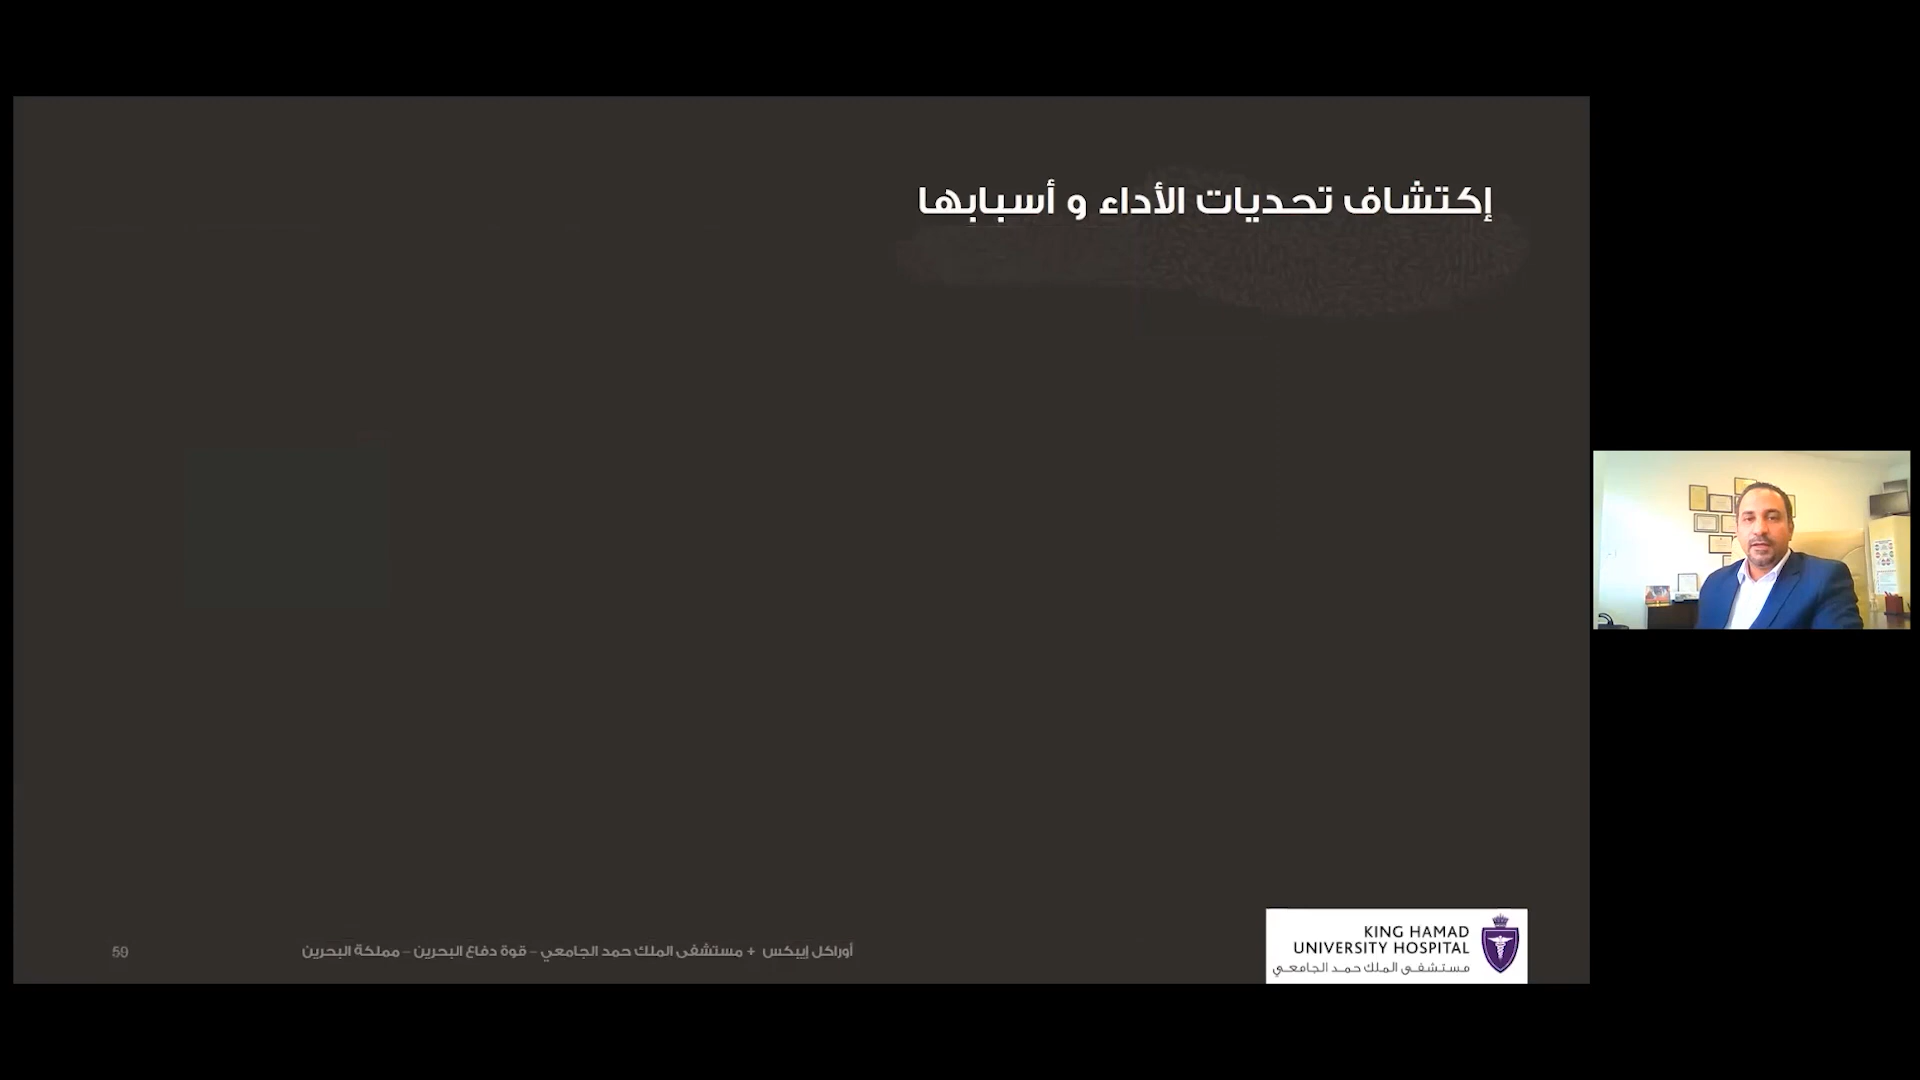 إكتشاف تحديات الأداء و أسبابها
KING HAMAD
UNIVERSITY HOSPITAL
مستشفى الملك حمد الجامعي
أوراكل إيبكس + مستشفى الملك حمد الجامعي – قوة دفاع البحرين – مملكة البحرين
59